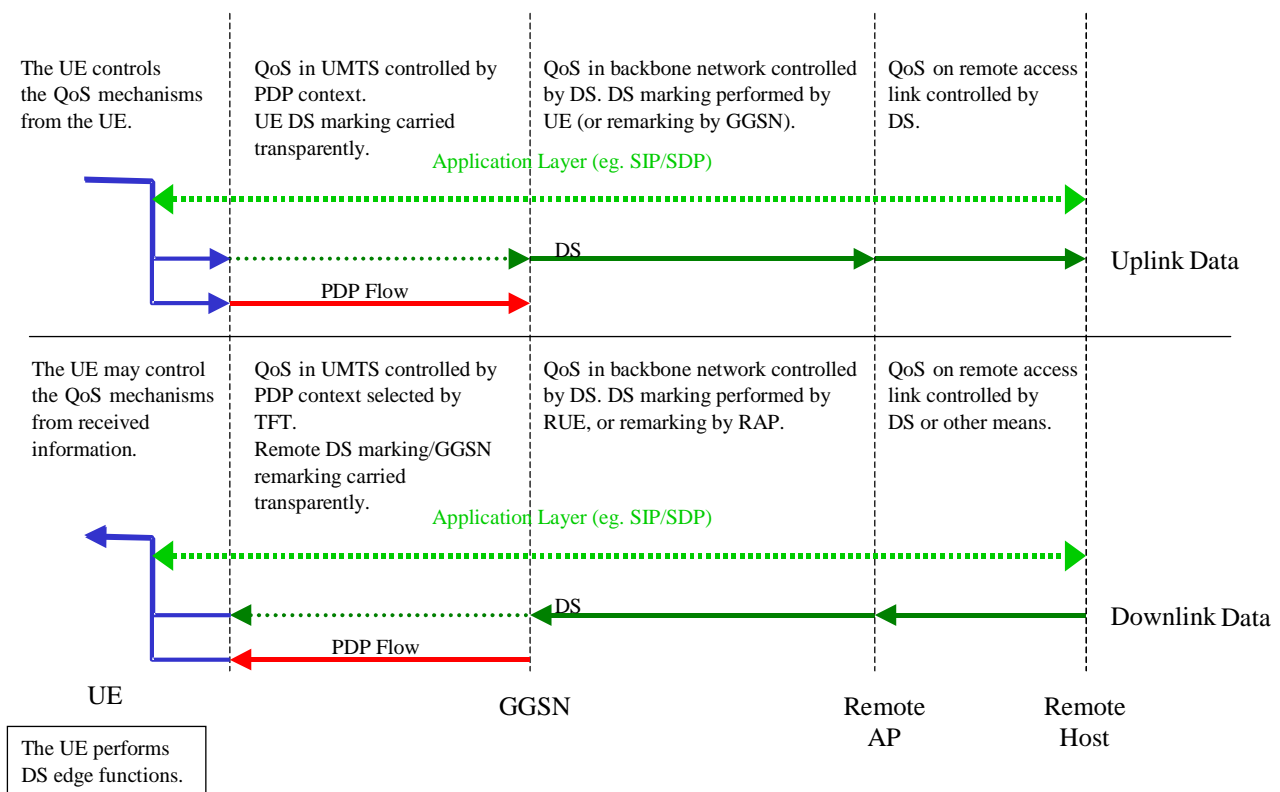 The UE controls
the QoS mechanisms
from the UE.
QoS in UMTS controlled by
PDP context.
UE DS marking carried
transparently.
QoS in backbone network controlled
by DS. DS marking performed by
UE (or remarking by GGSN).
QoS on remote access
link controlled by
DS.
Application Layer (eg. SIP/SDP)
DS
Uplink Data
PDP Flow
The UE may control
the QoS mechanisms
from received
information.
QoS in UMTS controlled by
PDP context selected by
TFT.
Remote DS marking/GGSN
remarking carried
transparently.
QoS in backbone network controlled
by DS. DS marking performed by
RUE, or remarking by RAP.
QoS on remote access
link controlled by
DS or other means.
Application Layer (eg. SIP/SDP)
DS
Downlink Data
PDP Flow
UE
GGSN
Remote
AP
Remote
Host
The UE performs
DS edge functions.